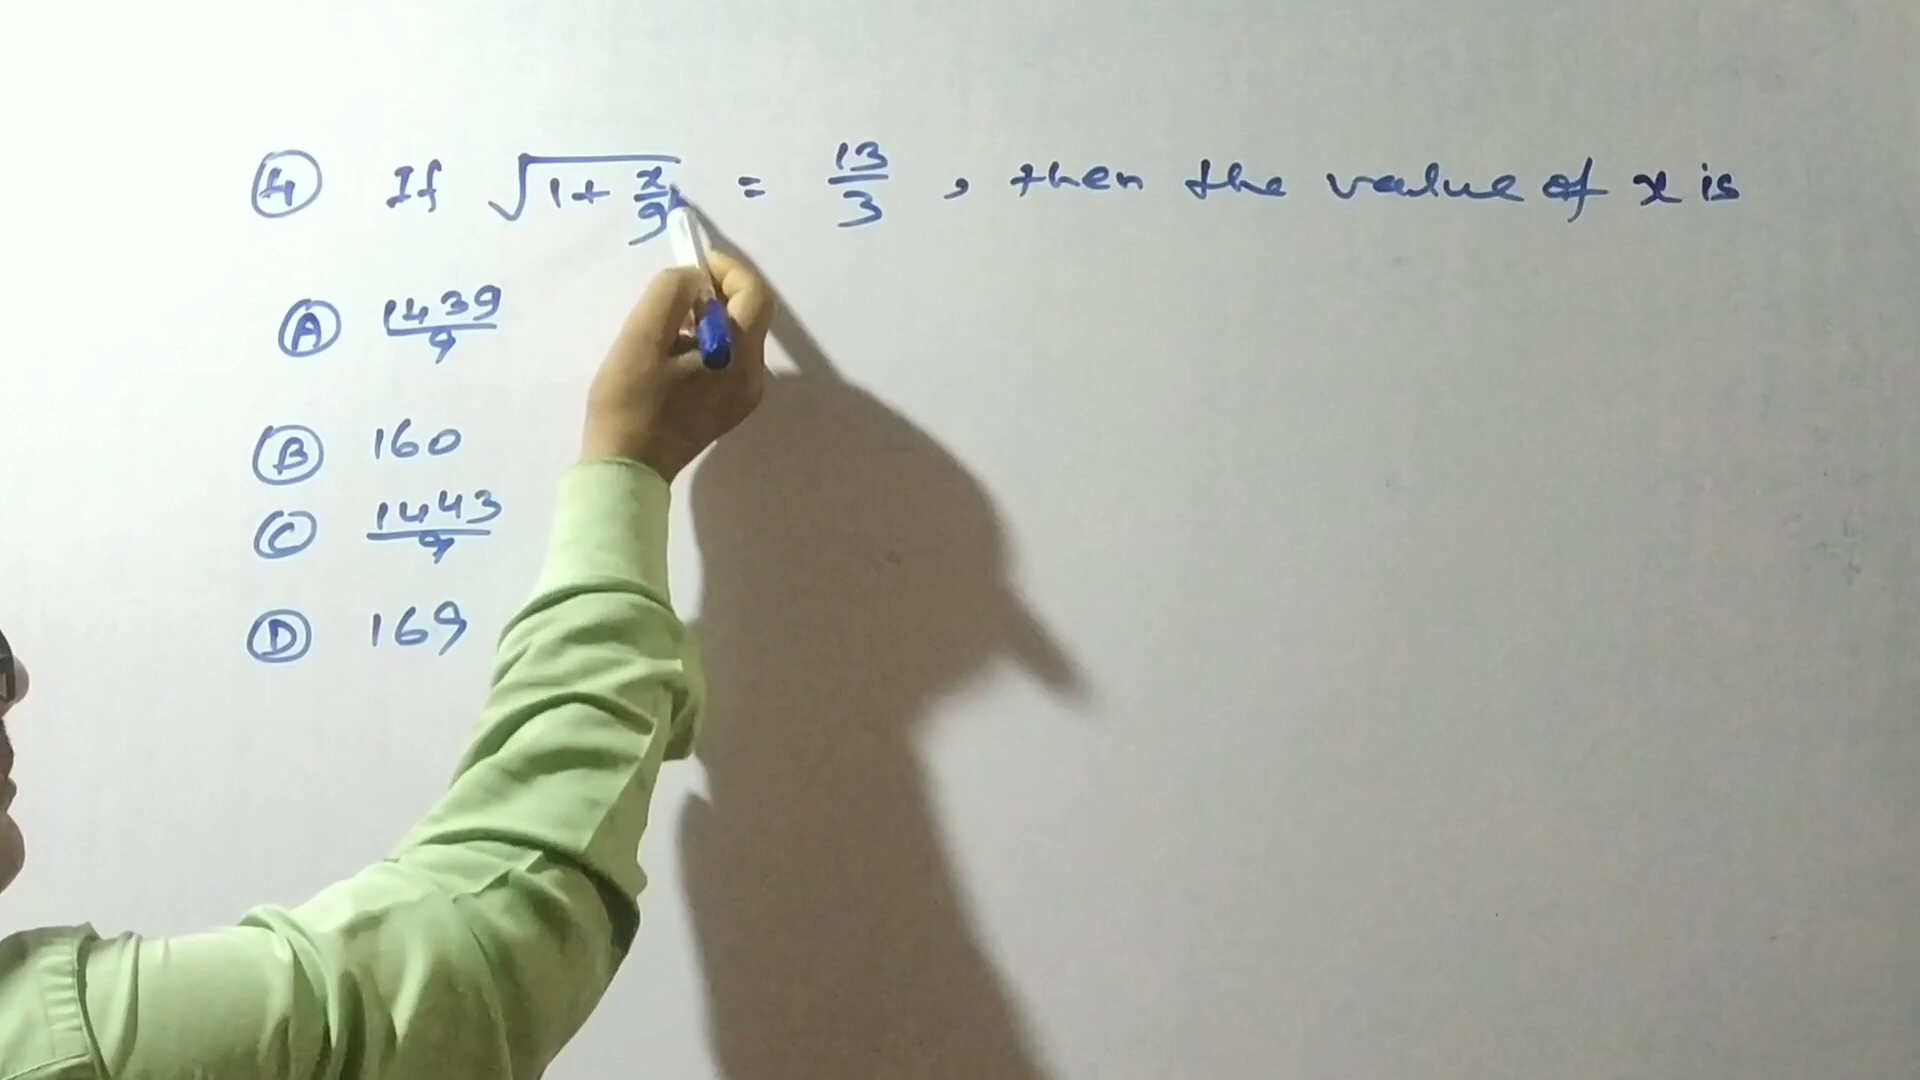 4 If √1+x/9 = 13/3, then the value of x is
A 1439/9
B 160
C 1443/9
D 169